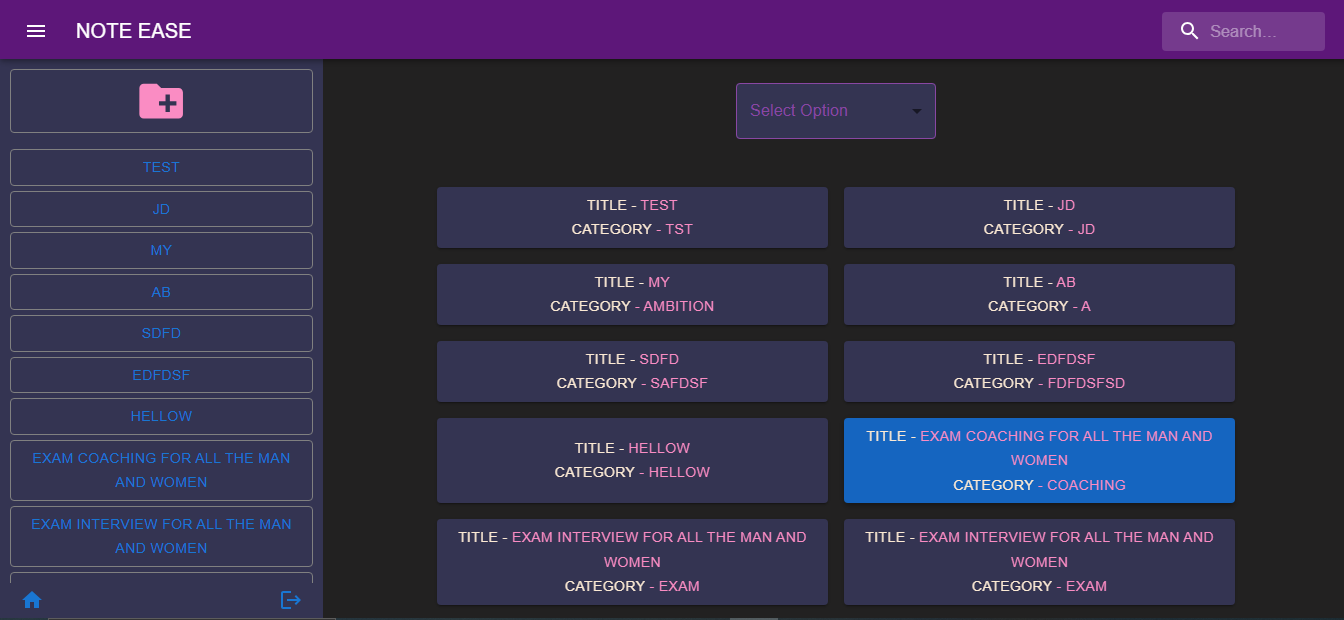 NOTE EASE
Search...
TEST
JD
MY
AB
SDFD
EDFDSF
HELLOW
EXAM COACHING FOR ALL THE MAN
AND WOMEN
EXAM INTERVIEW FOR ALL THE MAN
AND WOMEN
Select Option
TITLE - TEST
CATEGORY - TST
TITLE - JD
CATEGORY - JD
TITLE - MY
CATEGORY - AMBITION
TITLE - AB
CATEGORY - A
TITLE - SDFD
CATEGORY - SAFDSF
TITLE - EDFDSF
CATEGORY - FDFDSFSD
TITLE - HELLOW
CATEGORY - HELLOW
TITLE - EXAM COACHING FOR ALL THE MAN AND
WOMEN
CATEGORY - COACHING
TITLE - EXAM INTERVIEW FOR ALL THE MAN AND
WOMEN
CATEGORY - EXAM
TITLE - EXAM INTERVIEW FOR ALL THE MAN AND
WOMEN
CATEGORY - EXAM